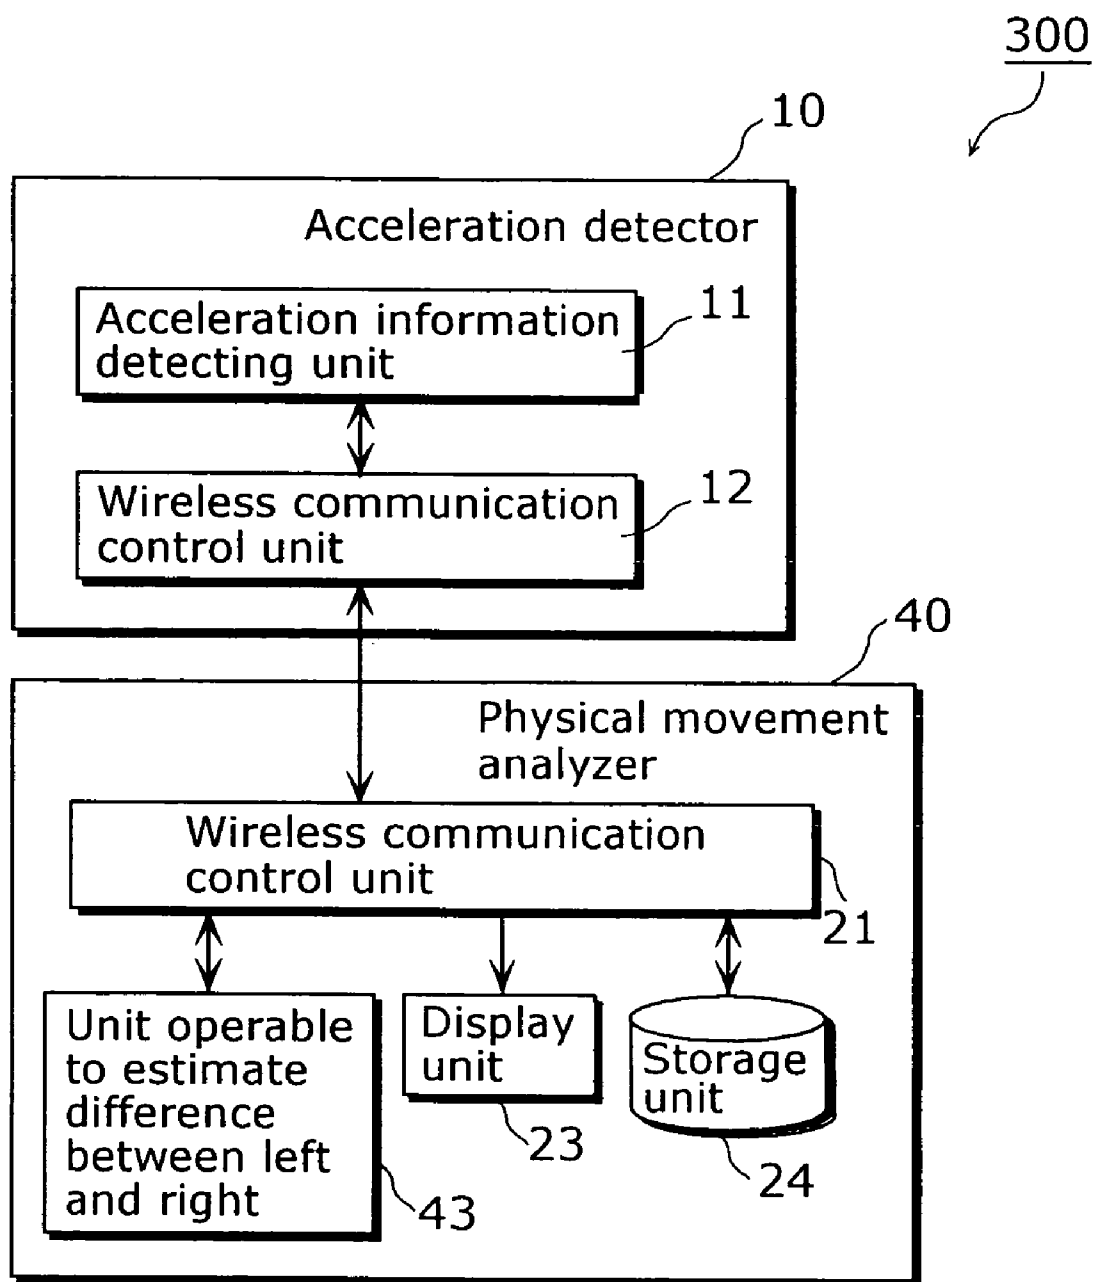 300
10
Acceleration detector
Acceleration information
detecting unit
11
Wireless communication
control unit
12
40
Physical movement
analyzer
Wireless communication
control unit
21
Unit operable
to estimate
difference
between left
and right
43
Display
unit
23
Storage
unit
24